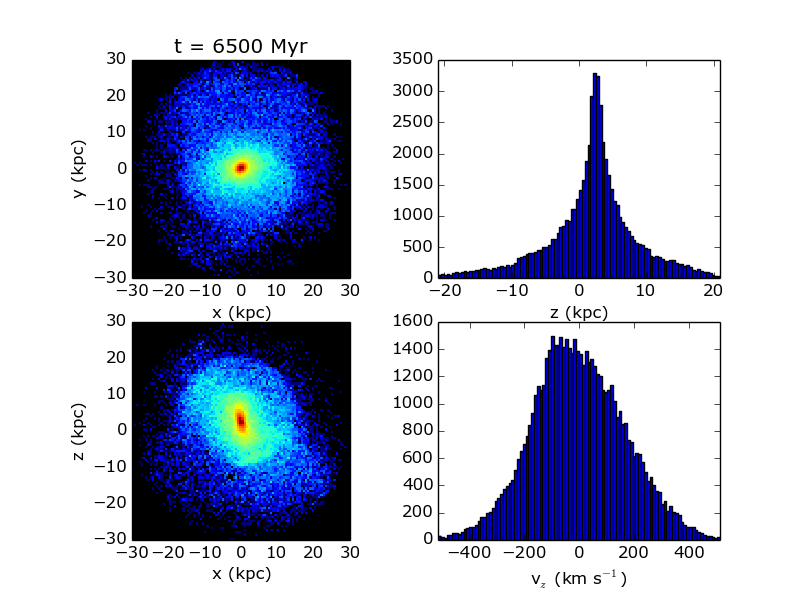 t = 6500 Myr
30
20
10
0
−10
−20
−30
y (kpc)
−30 −20 −10 0 10 20 30
x (kpc)
3500
3000
2500
2000
1500
1000
500
0
−20 −10 0 10 20
z (kpc)
30
20
10
0
−10
−20
−30
z (kpc)
−30 −20 −10 0 10 20 30
x (kpc)
1600
1400
1200
1000
800
600
400
200
0
−400 −200 0 200 400
v_z (km s⁻¹)